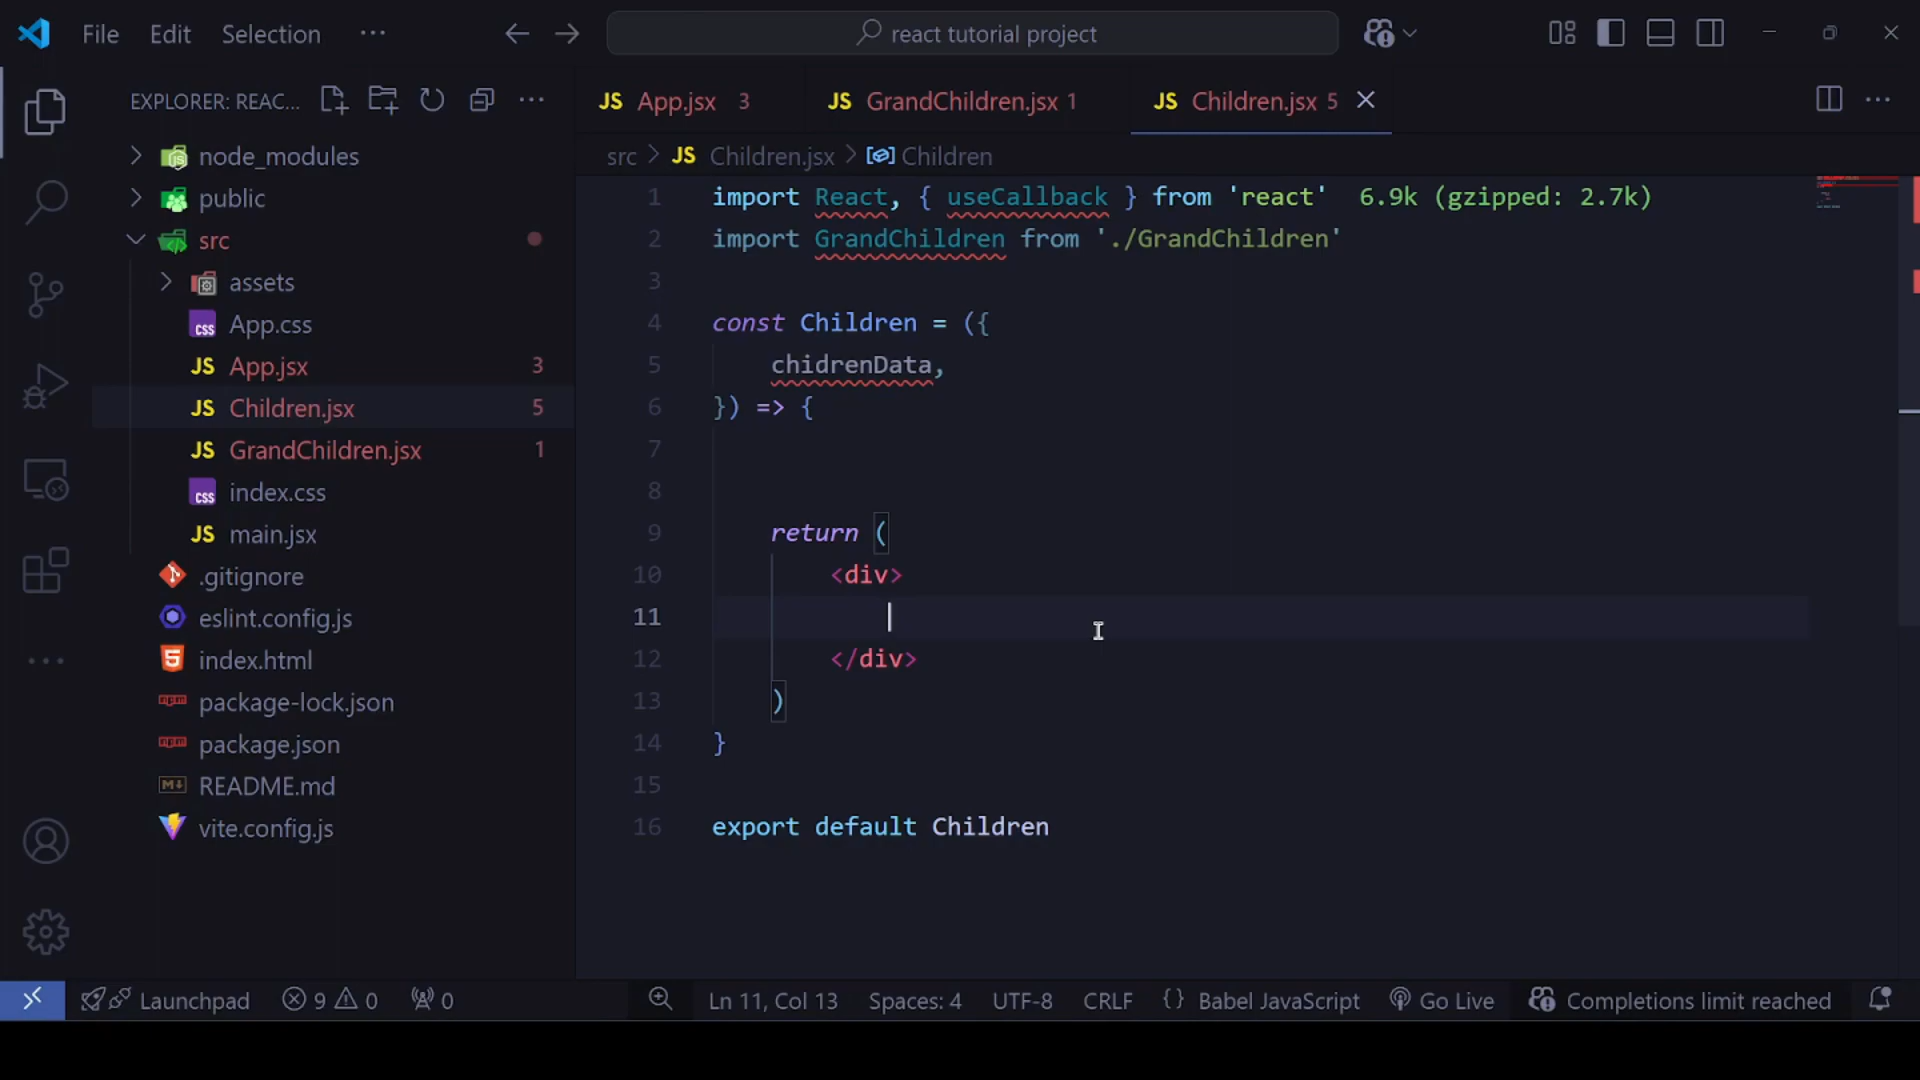 File Edit Selection ··· react tutorial project
EXPLORER: REAC...
node_modules
public
src
assets
App.css
App.jsx 3
Children.jsx 5
GrandChildren.jsx 1
index.css
main.jsx
.gitignore
eslint.config.js
index.html
package-lock.json
package.json
README.md
vite.config.js
JS App.jsx 3 JS GrandChildren.jsx 1 JS Children.jsx 5
src > JS Children.jsx > Children
1 import React, { useCallback } from 'react' 6.9k (gzipped: 2.7k)
2 import GrandChildren from './GrandChildren'
3
4 const Children = ({
5 chidrenData,
6 }) => {
7
8
9 return (
10 <div>
11
12 </div>
13 )
14 }
15
16 export default Children
Launchpad 9 0 0 Ln 11, Col 13 Spaces: 4 UTF-8 CRLF {} Babel JavaScript Go Live Completions limit reached